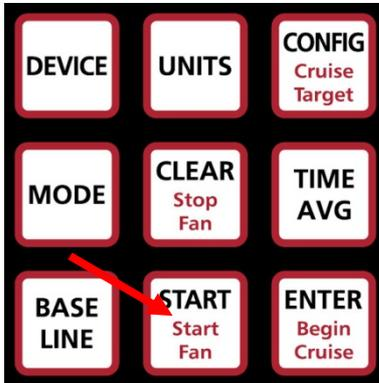 DEVICE
UNITS
CONFIG
Cruise
Target
MODE
CLEAR
Stop
Fan
TIME
AVG
BASE
LINE
START
Start
Fan
ENTER
Begin
Cruise